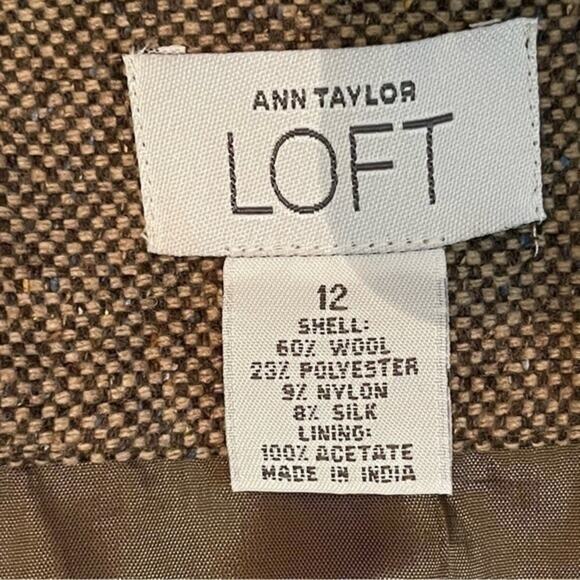 ANN TAYLOR
LOFT
12
SHELL:
60% WOOL
23% POLYESTER
9% NYLON
8% SILK
LINING:
100% ACETATE
MADE IN INDIA